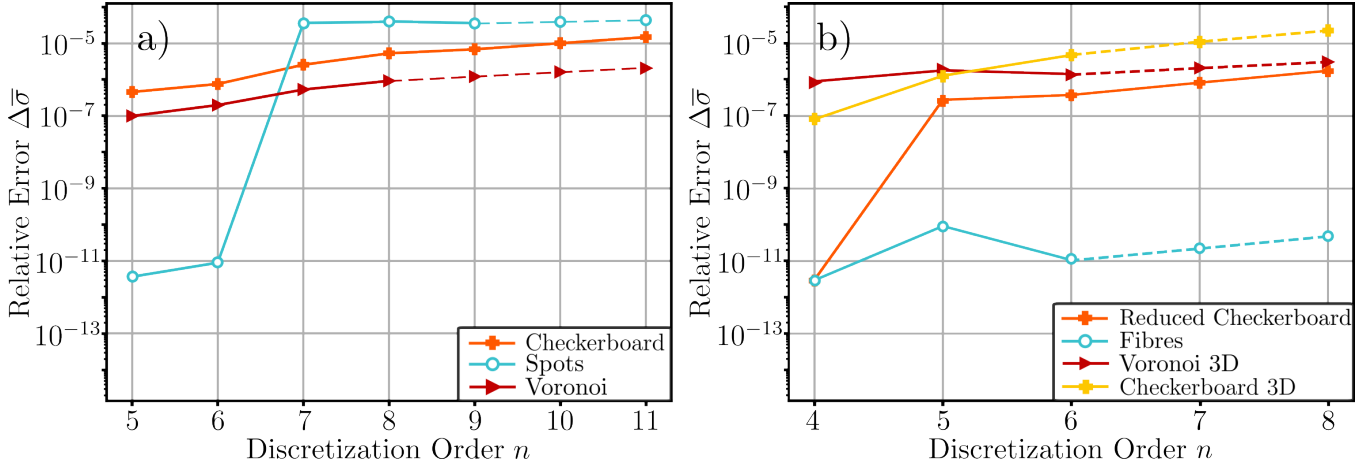 a)
10⁻⁵
10⁻⁷
10⁻⁹
10⁻¹¹
10⁻¹³
Relative Error Δσ̅
Checkerboard
Spots
Voronoi
5 6 7 8 9 10 11
Discretization Order n
b)
10⁻⁵
10⁻⁷
10⁻⁹
10⁻¹¹
10⁻¹³
Relative Error Δσ̅
Reduced Checkerboard
Fibres
Voronoi 3D
Checkerboard 3D
4 5 6 7 8
Discretization Order n